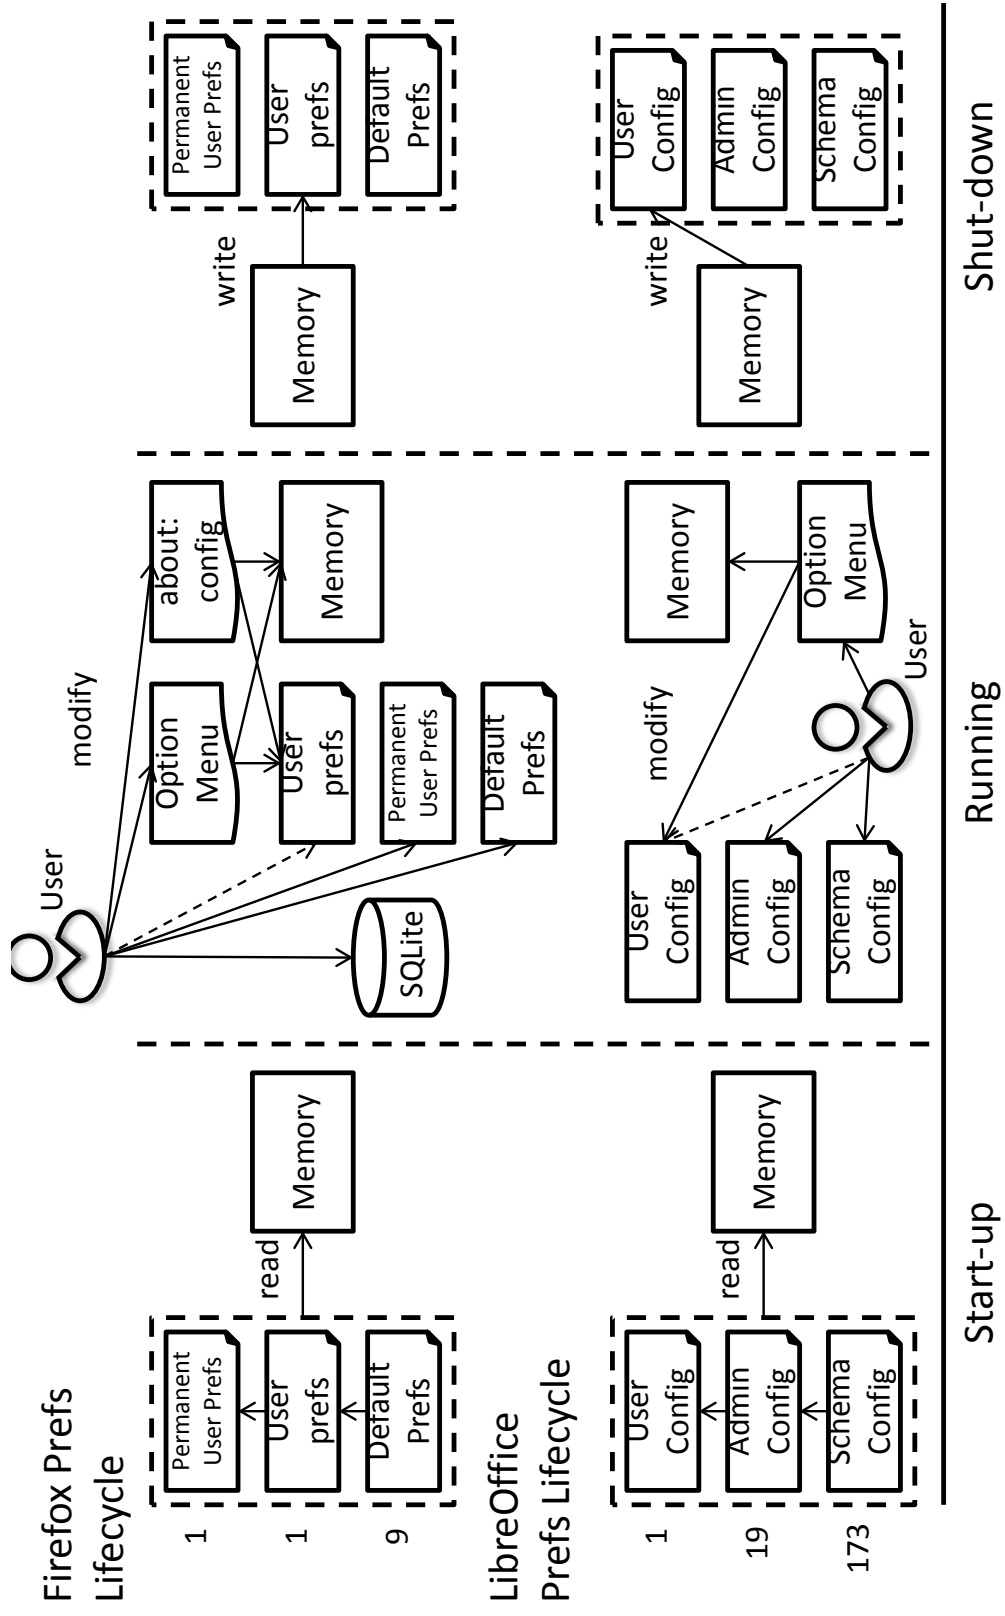 Firefox Prefs
Lifecycle
1
1
9
Permanent
User Prefs
User
prefs
Default
Prefs
read
Memory
User
modify
Option
Menu
about:
config
User
prefs
Memory
Permanent
User Prefs
Default
Prefs
SQLite
write
Memory
Permanent
User Prefs
User
prefs
Default
Prefs
LibreOffice
Prefs Lifecycle
1
19
173
User
Config
Admin
Config
Schema
Config
read
Memory
User
Config
Admin
Config
Schema
Config
modify
Memory
Option
Menu
User
write
Memory
User
Config
Admin
Config
Schema
Config
Start-up
Running
Shut-down